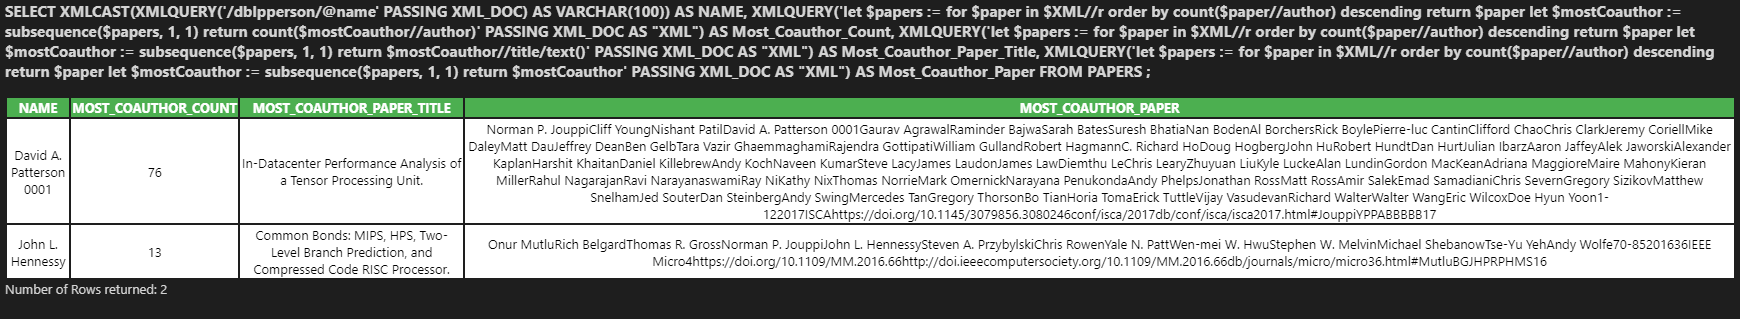 SELECT XMLCAST(XMLQUERY('/dblpperson/@name' PASSING XML_DOC) AS VARCHAR(100)) AS NAME, XMLQUERY('let $papers := for $paper in $XML//r order by count($paper//author) descending return $paper let $mostCoauthor :=
subsequence($papers, 1, 1) return count($mostCoauthor//author)' PASSING XML_DOC AS "XML") AS Most_Coauthor_Count, XMLQUERY('let $papers := for $paper in $XML//r order by count($paper//author) descending return $paper let
$mostCoauthor := subsequence($papers, 1, 1) return $mostCoauthor//title/text()' PASSING XML_DOC AS "XML") AS Most_Coauthor_Paper_Title, XMLQUERY('let $papers := for $paper in $XML//r order by count($paper//author) descending
return $paper let $mostCoauthor := subsequence($papers, 1, 1) return $mostCoauthor' PASSING XML_DOC AS "XML") AS Most_Coauthor_Paper FROM PAPERS ;
NAME MOST_COAUTHOR_COUNT MOST_COAUTHOR_PAPER_TITLE MOST_COAUTHOR_PAPER
David A.
Patterson
0001
76
In-Datacenter Performance Analysis of
a Tensor Processing Unit.
Norman P. JouppiCliff YoungNishant PatilDavid A. Patterson 0001Gaurav AgrawalRaminder BajwaSarah BatesSuresh BhatiaNan BodenAl BorchersRick BoylePierre-luc CantinClifford ChaoChris ClarkJeremy CoriellMike
DaleyMatt DauJeffrey DeanBen GelbTara Vazir GhaemmaghamiRajendra GottipatiWilliam GullandRobert HagmannC. Richard HoDoug HogbergJohn HuRobert HundtDan HurtJulian IbarzAaron JaffeyAlek JaworskiAlexander
KaplanHarshit KhaitanDaniel KillebrewAndy KochNaveen KumarSteve LacyJames LaudonJames LawDiemthu LeChris LearyZhuyuan LiuKyle LuckeAlan LundinGordon MacKeanAdriana MaggioreMaire MahonyKieran
MillerRahul NagarajanRavi NarayanaswamiRay NiKathy NixThomas NorrieMark OmernickNarayana PenukondaAndy PhelpsJonathan RossMatt RossAmir SalekEmad SamadianiChris SevernGregory SizikovMatthew
SnelhamJed SouterDan SteinbergAndy SwingMercedes TanGregory ThorsonBo TianHoria TomaErick TuttleVijay VasudevanRichard WalterWalter WangEric WilcoxDoe Hyun Yoon1-
122017ISCAhttps://doi.org/10.1145/3079856.3080246conf/isca/2017db/conf/isca/isca2017.html#JouppiYPPABBBBB17
John L.
Hennessy
13
Common Bonds: MIPS, HPS, Two-
Level Branch Prediction, and
Compressed Code RISC Processor.
Onur MutluRich BelgardThomas R. GrossNorman P. JouppiJohn L. HennessySteven A. PrzybylskiChris RowenYale N. PattWen-mei W. HwuStephen W. MelvinMichael ShebanowTse-Yu YehAndy Wolfe70-85201636IEEE
Micro4https://doi.org/10.1109/MM.2016.66http://doi.ieeecomputersociety.org/10.1109/MM.2016.66db/journals/micro/micro36.html#MutluBGJHPRPHMS16
Number of Rows returned: 2